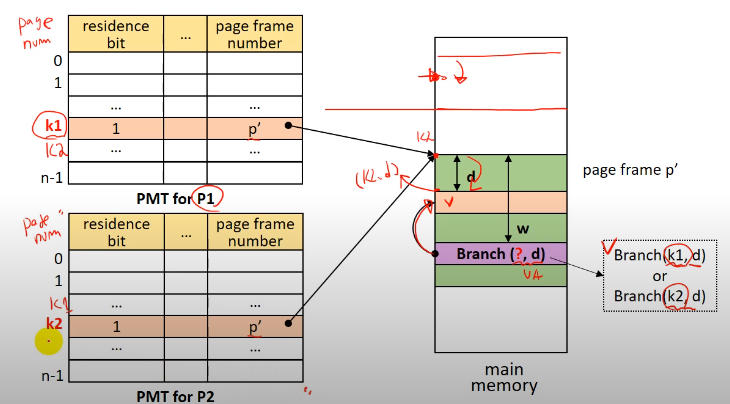 page
num
residence bit
...
page frame number
0
1
...
...
k1
1
p'
k2
...
...
n-1
PMT for P1
page
num
residence bit
...
page frame number
0
1
k1
...
...
k2
1
p'
...
...
n-1
PMT for P2
k2
(k2, d)
d
v
w
Branch (?, d)
VA
main
memory
page frame p'
Branch(k1, d)
or
Branch(k2, d)